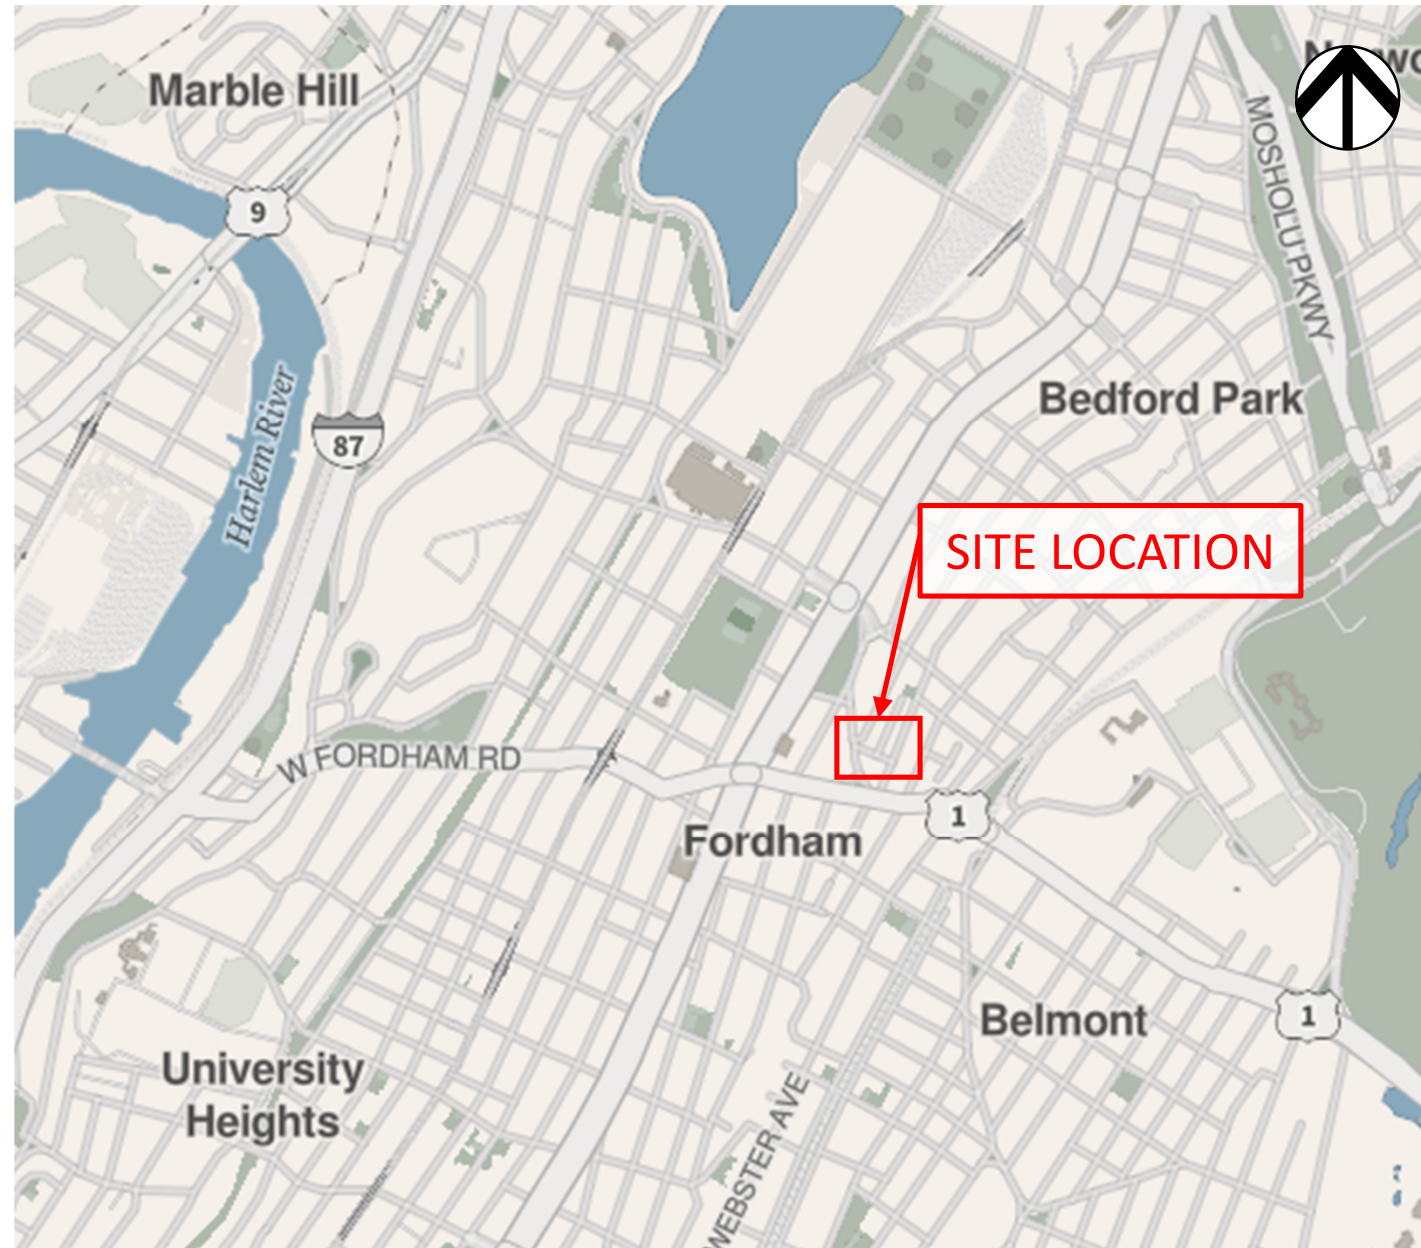 Marble Hill
9
MOSHOLU PKWY
Harlem River
87
Bedford Park
SITE LOCATION
W FORDHAM RD
1
Fordham
Belmont
1
University
Heights
WEBSTER AVE